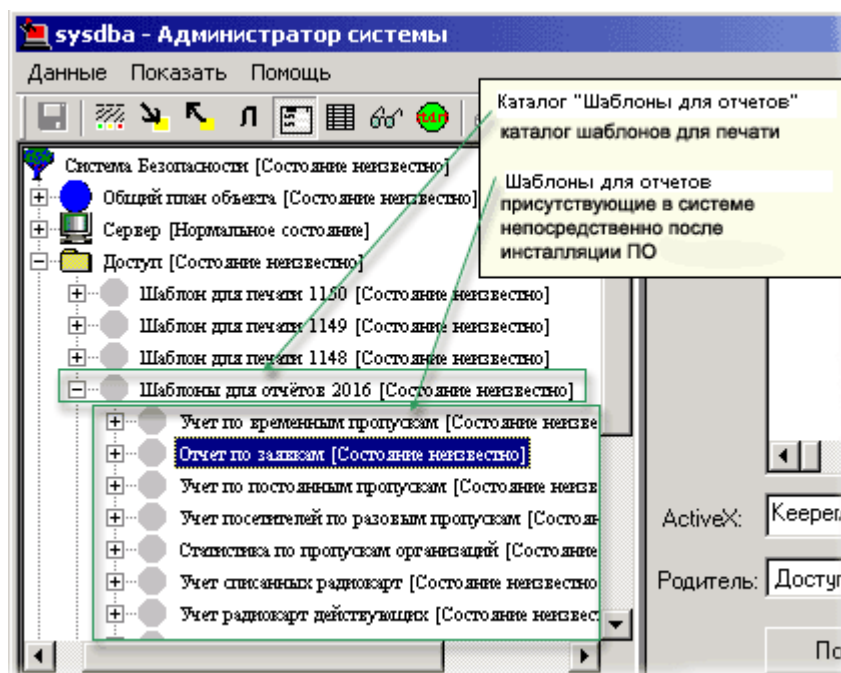 sysdba - Администратор системы
Данные Показать Помощь
Л
Каталог "Шаблоны для отчетов"
каталог шаблонов для печати
Шаблоны для отчетов
присутствующие в системе
непосредственно после
инсталляции ПО
Система Безопасности [Состояние неизвестно]
Общий план объекта [Состояние неизвестно]
Сервер [Нормальное состояние]
Доступ [Состояние неизвестно]
Шаблон для печати 1150 [Состояние неизвестно]
Шаблон для печати 1149 [Состояние неизвестно]
Шаблон для печати 1148 [Состояние неизвестно]
Шаблоны для отчётов 2016 [Состояние неизвестно]
Учет по временным пропускам [Состояние неизве
Отчет по заявкам [Состояние неизвестно]
Учет по постоянным пропускам [Состояние неизв
Учет посетителей по разовым пропускам [Состоян
Статистика по пропускам организаций [Состояние
Учет списанных радиокарт [Состояние неизвестно
Учет радиокарт действующих [Состояние неизвес
ActiveX: Keeper
Родитель: Доступ
По